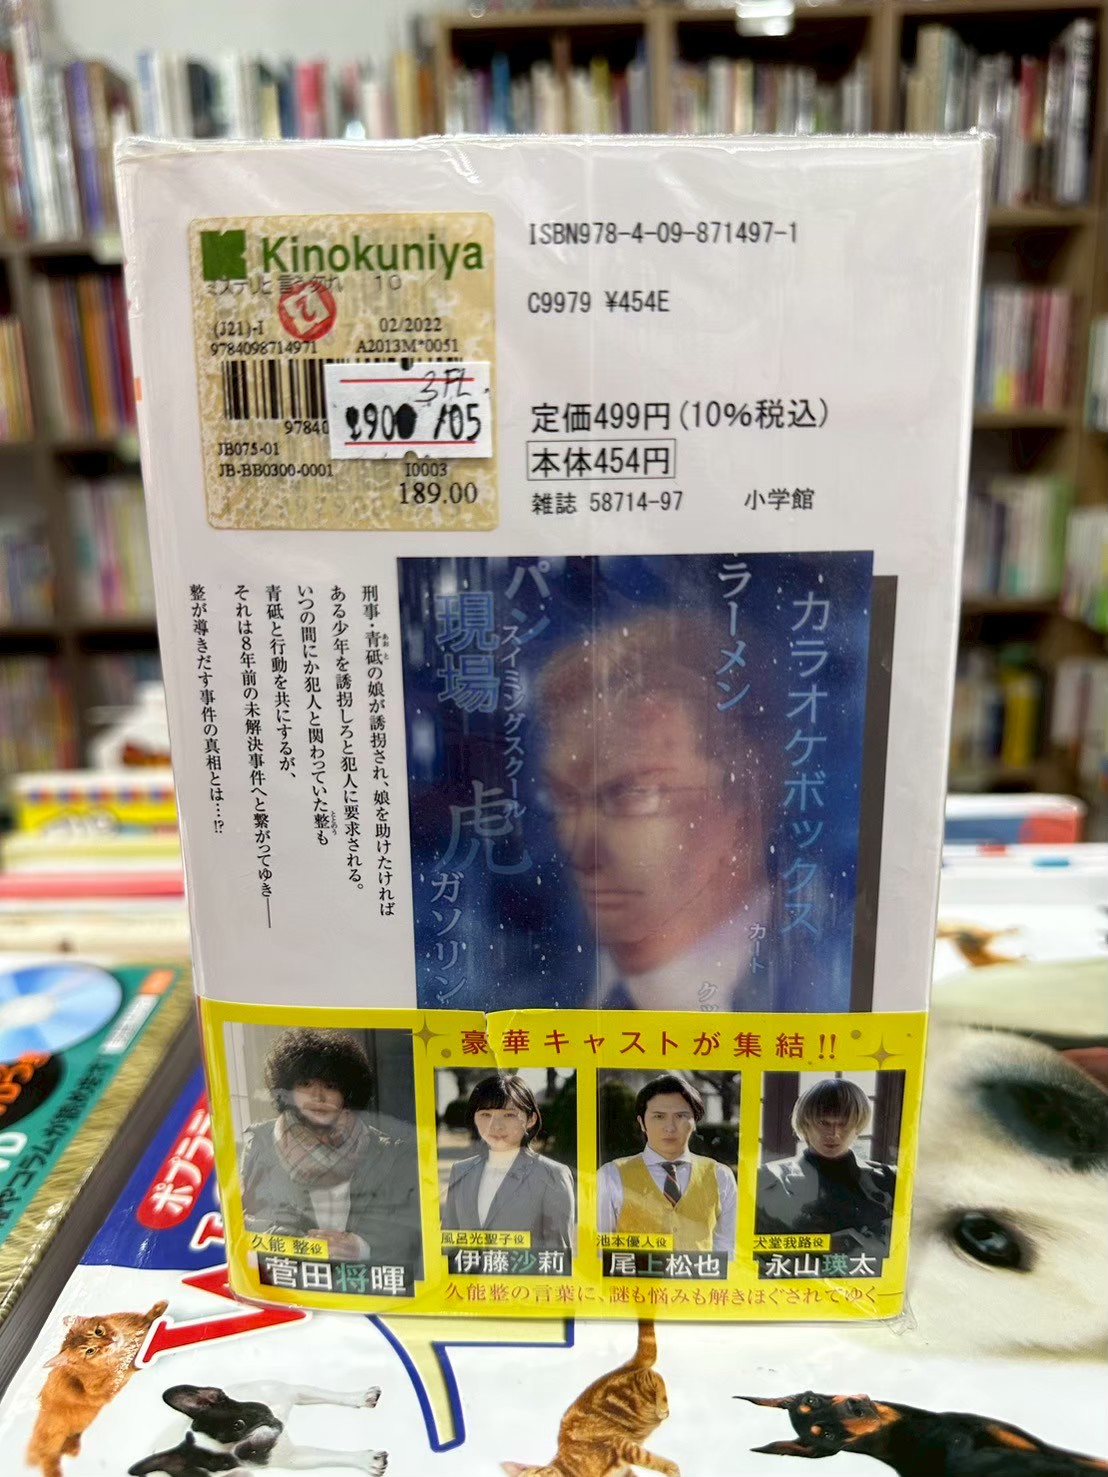 Kinokuniya
ミステリと言う勿れ 10
(J21)-I 02/2022
9784098714971 A2013M*0051
97840
JB075-01
JB-BB0300-0001 I0003
189.00
3FL
/05
ISBN978-4-09-871497-1
C9979 ¥454E
定価499円(10%税込)
本体454円
雑誌 58714-97 小学館
刑事・青砥の娘が誘拐され、娘を助けたければ
ある少年を誘拐しろと犯人に要求される。
いつの間にか犯人と関わっていた整も
青砥と行動を共にするが、
それは8年前の未解決事件へと繋がってゆき──
整が導きだす事件の真相とは…!?
カラオケボックス
ラーメン
カート
パン
スイミングスクール
現場
虎
ガソリン
豪華キャストが集結!!
久能 整役
菅田将暉
風呂光聖子役
伊藤沙莉
池本優人役
尾上松也
犬堂我路役
永山瑛太
久能整の言葉に、謎も悩みも解きほぐされてゆく─
ポプラ